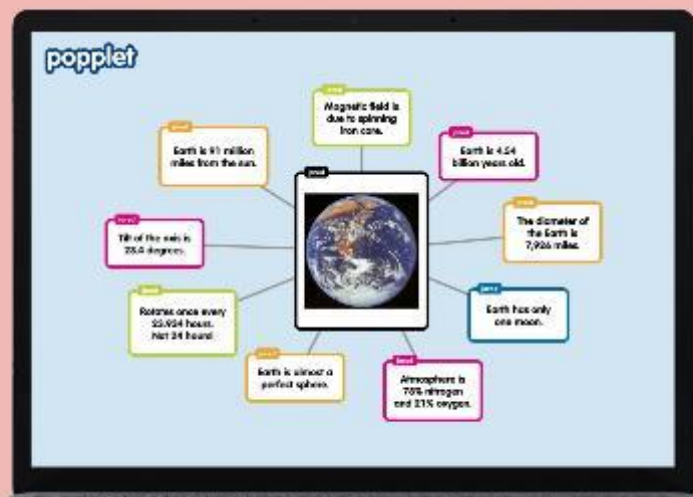 popplet
Magnetic field is
due to spinning
iron core.
Earth is 91 million
miles from the sun.
Earth is 4.54
billion years old.
The diameter of
the Earth is
7,926 miles.
Tilt of the axis is
23.4 degrees.
Earth has only
one moon.
Rotates once every
23.934 hours.
Not 24 hours!
Earth is almost a
perfect sphere.
Atmosphere is
78% nitrogen
and 21% oxygen.